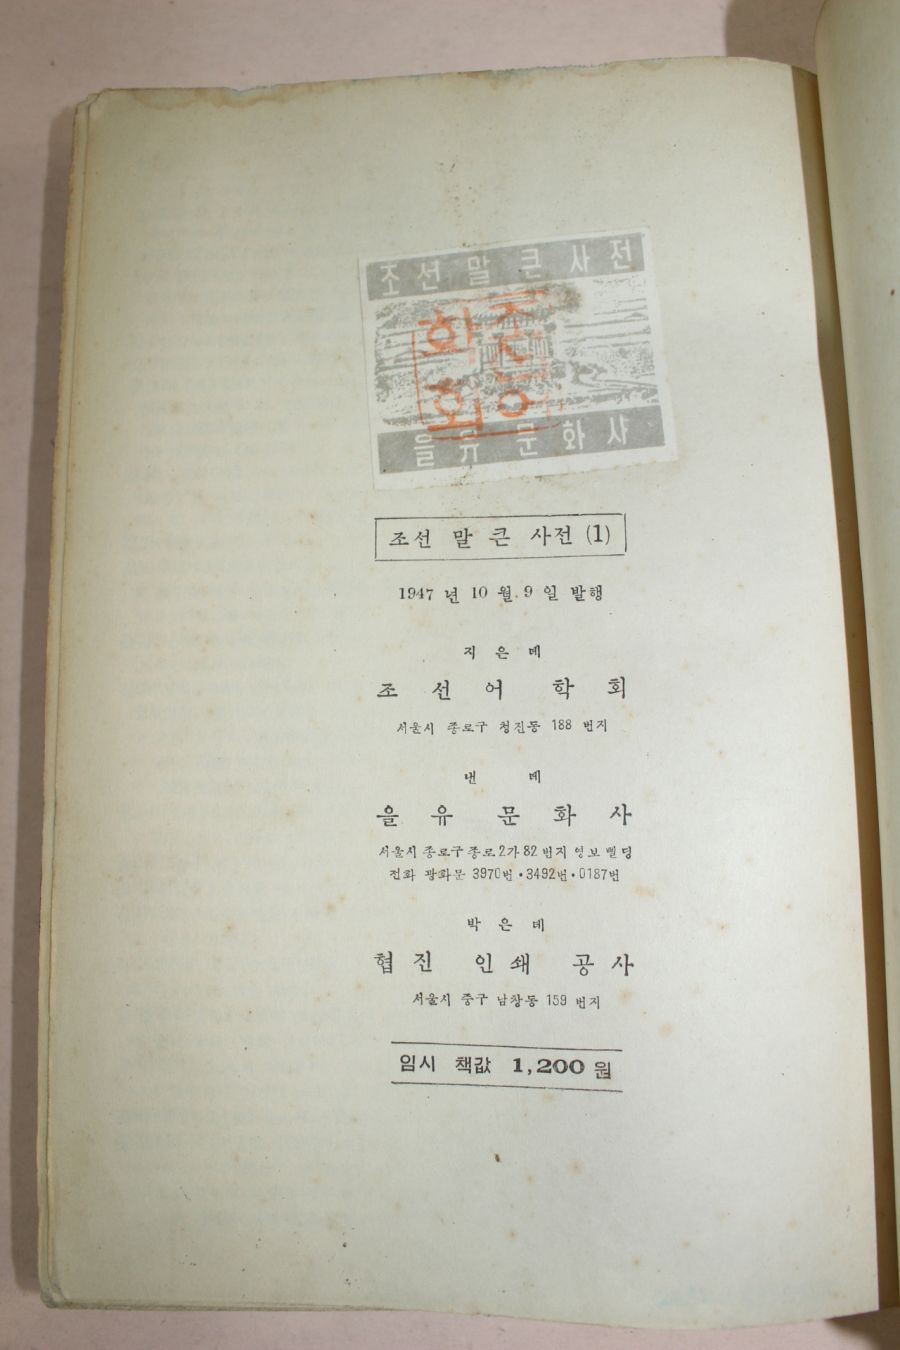 조선말큰사전
조선어학회
을유문화사
조선 말 큰 사전 (1)
1947 년 10 월 9 일 발행
지 은 데
조 선 어 학 회
서울시 종로구 청진동 188 번지
낸 데
을 유 문 화 사
서울시 종로구 종로 2가 82 번지 영보삘딩
전화 광화문 3970번·3492번·0187번
박 은 데
협 진 인 쇄 공 사
서울시 중구 남창동 159 번지
임시 책값 1,200 원